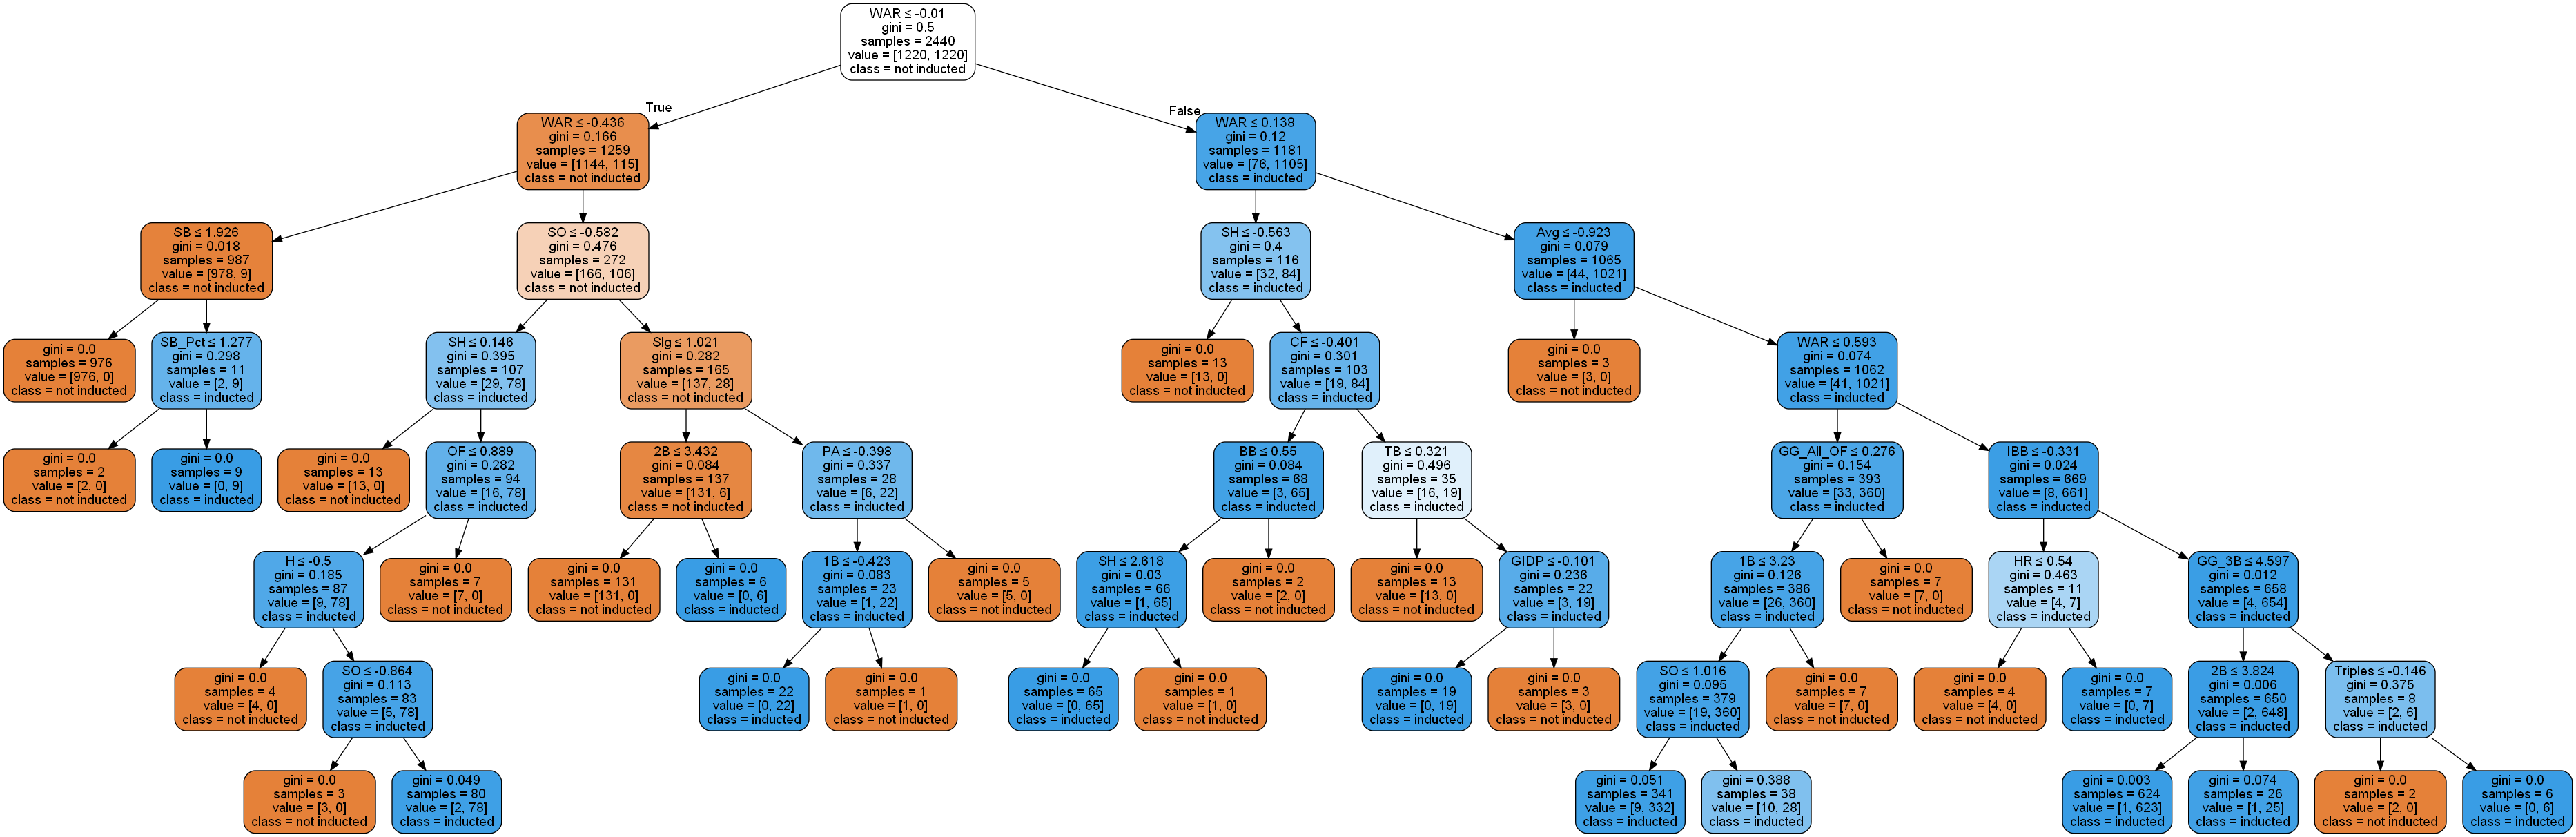 WAR ≤ -0.01
gini = 0.5
samples = 2440
value = [1220, 1220]
class = not inducted
True
False
WAR ≤ -0.436
gini = 0.166
samples = 1259
value = [1144, 115]
class = not inducted
WAR ≤ 0.138
gini = 0.12
samples = 1181
value = [76, 1105]
class = inducted
SB ≤ 1.926
gini = 0.018
samples = 987
value = [978, 9]
class = not inducted
SO ≤ -0.582
gini = 0.476
samples = 272
value = [166, 106]
class = not inducted
SH ≤ -0.563
gini = 0.4
samples = 116
value = [32, 84]
class = inducted
Avg ≤ -0.923
gini = 0.079
samples = 1065
value = [44, 1021]
class = inducted
gini = 0.0
samples = 976
value = [976, 0]
class = not inducted
SB_Pct ≤ 1.277
gini = 0.298
samples = 11
value = [2, 9]
class = inducted
SH ≤ 0.146
gini = 0.395
samples = 107
value = [29, 78]
class = inducted
Slg ≤ 1.021
gini = 0.282
samples = 165
value = [137, 28]
class = not inducted
gini = 0.0
samples = 13
value = [13, 0]
class = not inducted
CF ≤ -0.401
gini = 0.301
samples = 103
value = [19, 84]
class = inducted
gini = 0.0
samples = 3
value = [3, 0]
class = not inducted
WAR ≤ 0.593
gini = 0.074
samples = 1062
value = [41, 1021]
class = inducted
gini = 0.0
samples = 2
value = [2, 0]
class = not inducted
gini = 0.0
samples = 9
value = [0, 9]
class = inducted
gini = 0.0
samples = 13
value = [13, 0]
class = not inducted
OF ≤ 0.889
gini = 0.282
samples = 94
value = [16, 78]
class = inducted
2B ≤ 3.432
gini = 0.084
samples = 137
value = [131, 6]
class = not inducted
PA ≤ -0.398
gini = 0.337
samples = 28
value = [6, 22]
class = inducted
BB ≤ 0.55
gini = 0.084
samples = 68
value = [3, 65]
class = inducted
TB ≤ 0.321
gini = 0.496
samples = 35
value = [16, 19]
class = inducted
GG_All_OF ≤ 0.276
gini = 0.154
samples = 393
value = [33, 360]
class = inducted
IBB ≤ -0.331
gini = 0.024
samples = 669
value = [8, 661]
class = inducted
H ≤ -0.5
gini = 0.185
samples = 87
value = [9, 78]
class = inducted
gini = 0.0
samples = 7
value = [7, 0]
class = not inducted
gini = 0.0
samples = 131
value = [131, 0]
class = not inducted
gini = 0.0
samples = 6
value = [0, 6]
class = inducted
1B ≤ -0.423
gini = 0.083
samples = 23
value = [1, 22]
class = inducted
gini = 0.0
samples = 5
value = [5, 0]
class = not inducted
SH ≤ 2.618
gini = 0.03
samples = 66
value = [1, 65]
class = inducted
gini = 0.0
samples = 2
value = [2, 0]
class = not inducted
gini = 0.0
samples = 13
value = [13, 0]
class = not inducted
GIDP ≤ -0.101
gini = 0.236
samples = 22
value = [3, 19]
class = inducted
1B ≤ 3.23
gini = 0.126
samples = 386
value = [26, 360]
class = inducted
gini = 0.0
samples = 7
value = [7, 0]
class = not inducted
HR ≤ 0.54
gini = 0.463
samples = 11
value = [4, 7]
class = inducted
GG_3B ≤ 4.597
gini = 0.012
samples = 658
value = [4, 654]
class = inducted
gini = 0.0
samples = 4
value = [4, 0]
class = not inducted
SO ≤ -0.864
gini = 0.113
samples = 83
value = [5, 78]
class = inducted
gini = 0.0
samples = 22
value = [0, 22]
class = inducted
gini = 0.0
samples = 1
value = [1, 0]
class = not inducted
gini = 0.0
samples = 65
value = [0, 65]
class = inducted
gini = 0.0
samples = 1
value = [1, 0]
class = not inducted
gini = 0.0
samples = 19
value = [0, 19]
class = inducted
gini = 0.0
samples = 3
value = [3, 0]
class = not inducted
SO ≤ 1.016
gini = 0.095
samples = 379
value = [19, 360]
class = inducted
gini = 0.0
samples = 7
value = [7, 0]
class = not inducted
gini = 0.0
samples = 4
value = [4, 0]
class = not inducted
gini = 0.0
samples = 7
value = [0, 7]
class = inducted
2B ≤ 3.824
gini = 0.006
samples = 650
value = [2, 648]
class = inducted
Triples ≤ -0.146
gini = 0.375
samples = 8
value = [2, 6]
class = inducted
gini = 0.0
samples = 3
value = [3, 0]
class = not inducted
gini = 0.049
samples = 80
value = [2, 78]
class = inducted
gini = 0.051
samples = 341
value = [9, 332]
class = inducted
gini = 0.388
samples = 38
value = [10, 28]
class = inducted
gini = 0.003
samples = 624
value = [1, 623]
class = inducted
gini = 0.074
samples = 26
value = [1, 25]
class = inducted
gini = 0.0
samples = 2
value = [2, 0]
class = not inducted
gini = 0.0
samples = 6
value = [0, 6]
class = inducted